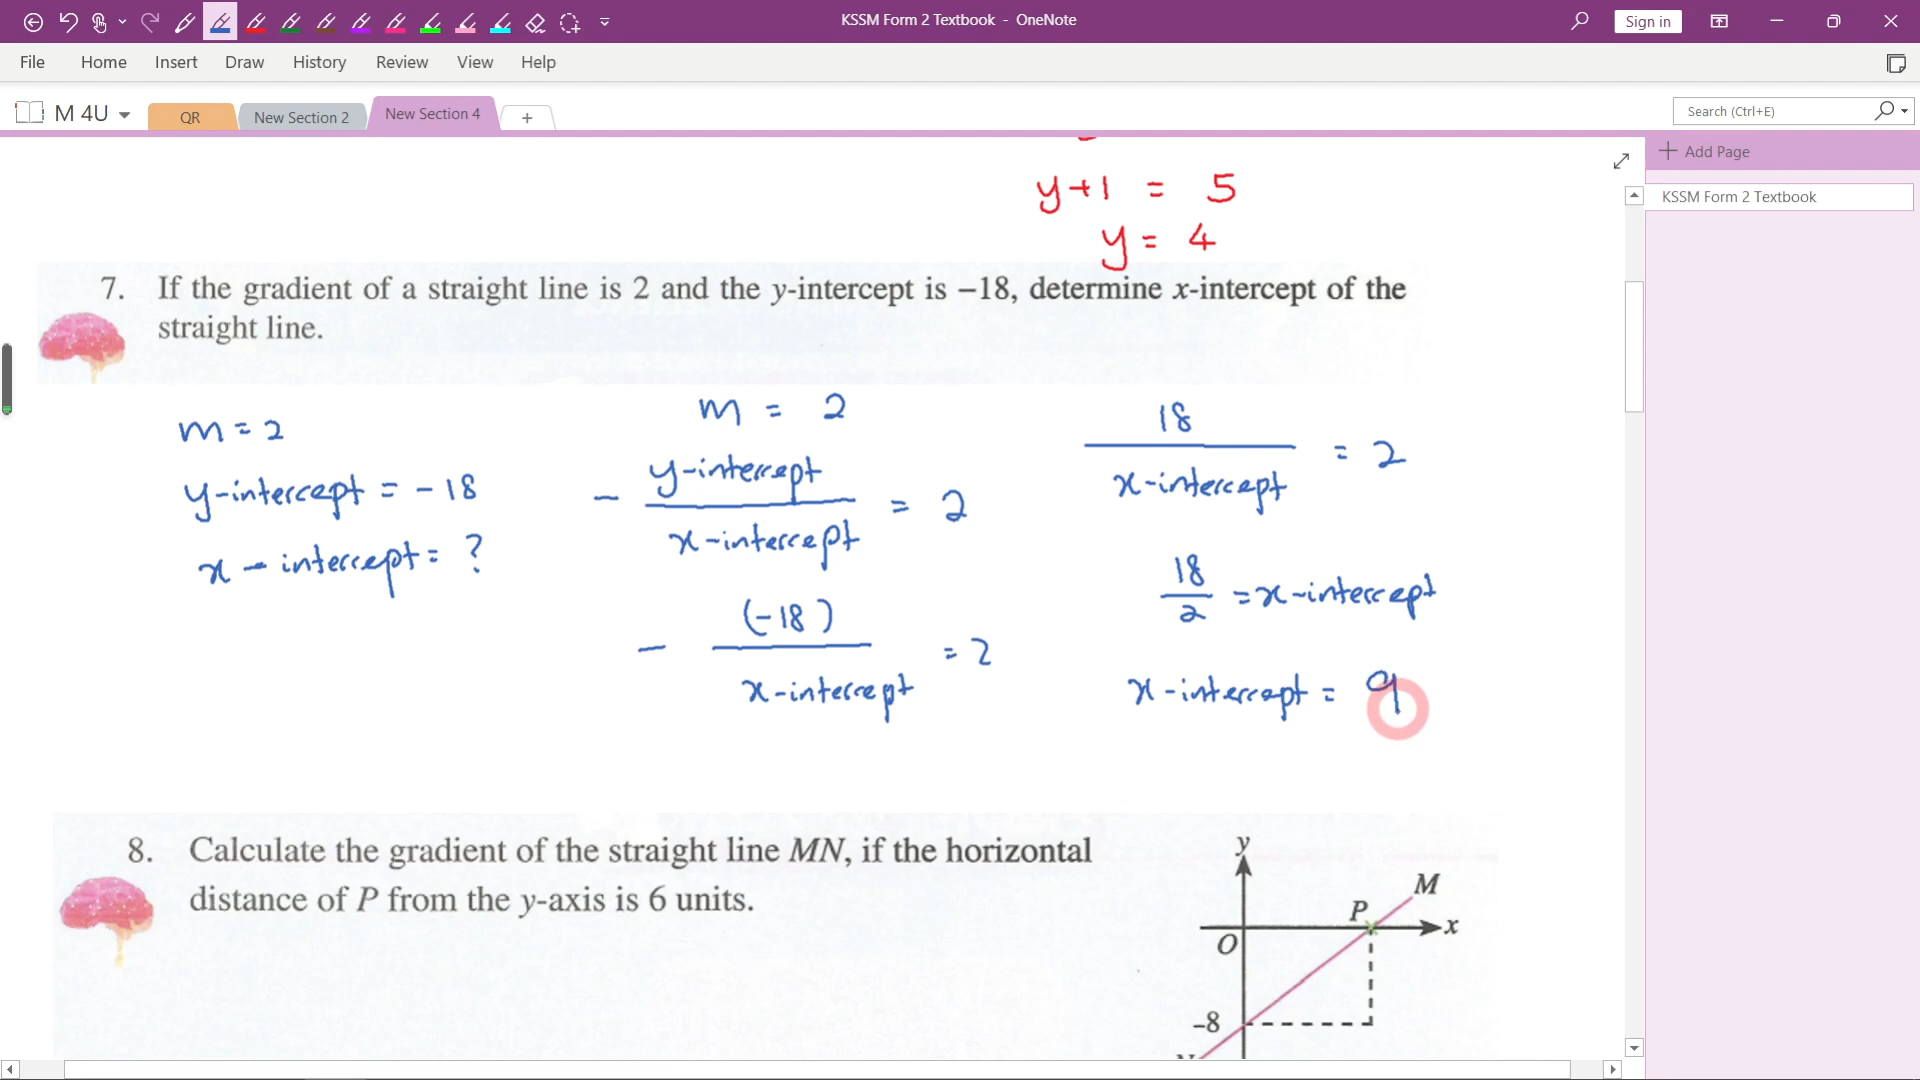 KSSM Form 2 Textbook - OneNote
Sign in
File Home Insert Draw History Review View Help
M 4U QR New Section 2 New Section 4 +
Search (Ctrl+E)
Add Page
KSSM Form 2 Textbook
y+1 = 5
y = 4
7. If the gradient of a straight line is 2 and the y-intercept is −18, determine x-intercept of the
straight line.
m = 2
y-intercept = -18
x - intercept = ?
m = 2
- y-intercept / x-intercept = 2
- (-18) / x-intercept = 2
18 / x-intercept = 2
18/2 = x-intercept
x-intercept = 9
8. Calculate the gradient of the straight line MN, if the horizontal
distance of P from the y-axis is 6 units.
y
M
P
x
O
–8
N